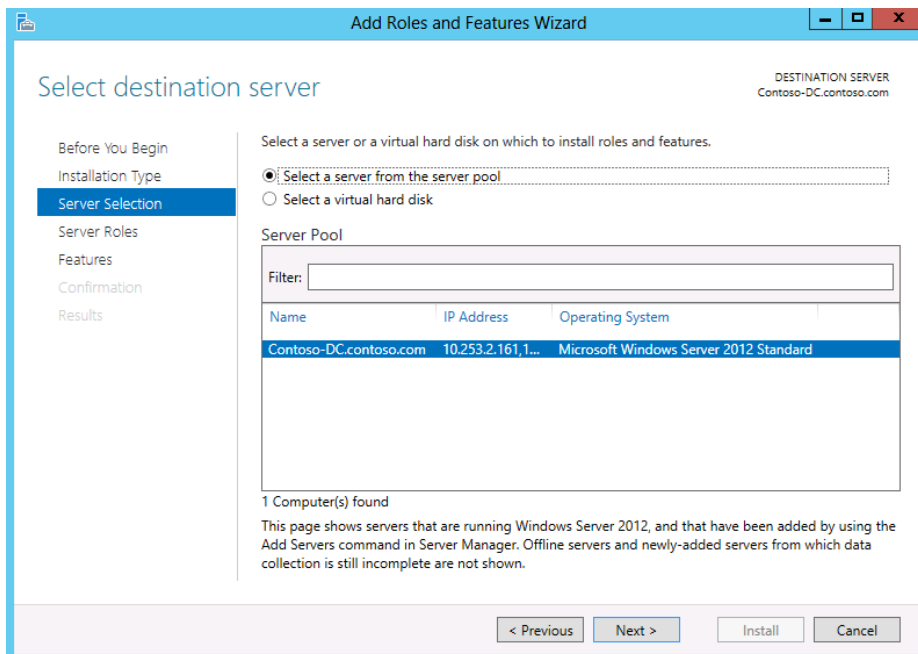 Add Roles and Features Wizard
Select destination server
DESTINATION SERVER
Contoso-DC.contoso.com
Before You Begin
Installation Type
Server Selection
Server Roles
Features
Confirmation
Results
Select a server or a virtual hard disk on which to install roles and features.
Select a server from the server pool
Select a virtual hard disk
Server Pool
Filter:
Name IP Address Operating System
Contoso-DC.contoso.com 10.253.2.161,1... Microsoft Windows Server 2012 Standard
1 Computer(s) found
This page shows servers that are running Windows Server 2012, and that have been added by using the
Add Servers command in Server Manager. Offline servers and newly-added servers from which data
collection is still incomplete are not shown.
< Previous Next > Install Cancel